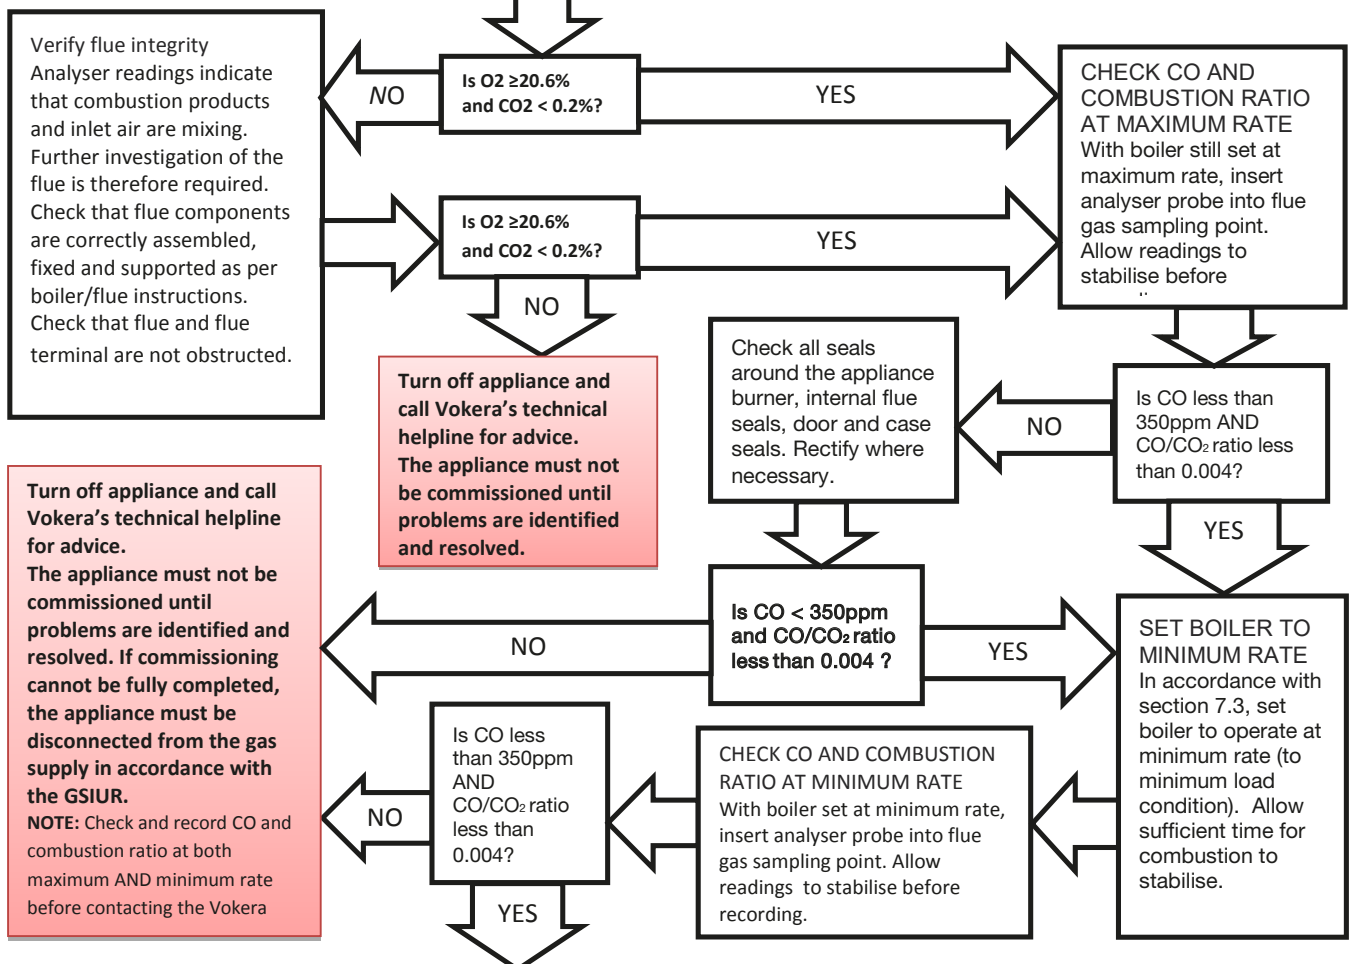 Verify flue integrity
Analyser readings indicate
that combustion products
and inlet air are mixing.
Further investigation of the
flue is therefore required.
Check that flue components
are correctly assembled,
fixed and supported as per
boiler/flue instructions.
Check that flue and flue
terminal are not obstructed.
NO
Is O2 ≥20.6%
and CO2 < 0.2%?
YES
CHECK CO AND
COMBUSTION RATIO
AT MAXIMUM RATE
With boiler still set at
maximum rate, insert
analyser probe into flue
gas sampling point.
Allow readings to
stabilise before
Is O2 ≥20.6%
and CO2 < 0.2%?
YES
NO
Turn off appliance and
call Vokera’s technical
helpline for advice.
The appliance must not
be commissioned until
problems are identified
and resolved.
Check all seals
around the appliance
burner, internal flue
seals, door and case
seals. Rectify where
necessary.
NO
Is CO less than
350ppm AND
CO/CO₂ ratio less
than 0.004?
YES
Turn off appliance and call
Vokera’s technical helpline
for advice.
The appliance must not be
commissioned until
problems are identified and
resolved. If commissioning
cannot be fully completed,
the appliance must be
disconnected from the gas
supply in accordance with
the GSIUR.
NOTE: Check and record CO and
combustion ratio at both
maximum AND minimum rate
before contacting the Vokera
NO
Is CO < 350ppm
and CO/CO₂ ratio
less than 0.004 ?
YES
SET BOILER TO
MINIMUM RATE
In accordance with
section 7.3, set
boiler to operate at
minimum rate (to
minimum load
condition). Allow
sufficient time for
combustion to
stabilise.
CHECK CO AND COMBUSTION
RATIO AT MINIMUM RATE
With boiler set at minimum rate,
insert analyser probe into flue
gas sampling point. Allow
readings to stabilise before
recording.
Is CO less
than 350ppm
AND
CO/CO₂ ratio
less than
0.004?
NO
YES